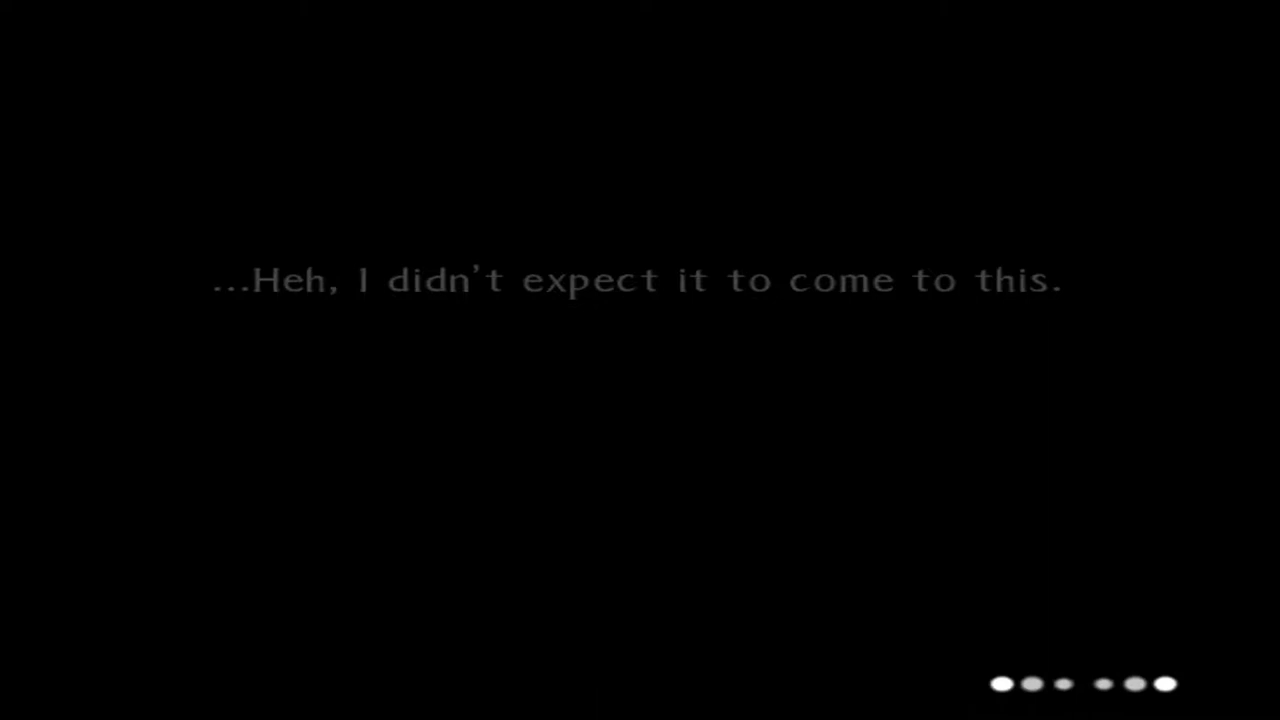 ...Heh, I didn't expect it to come to this.